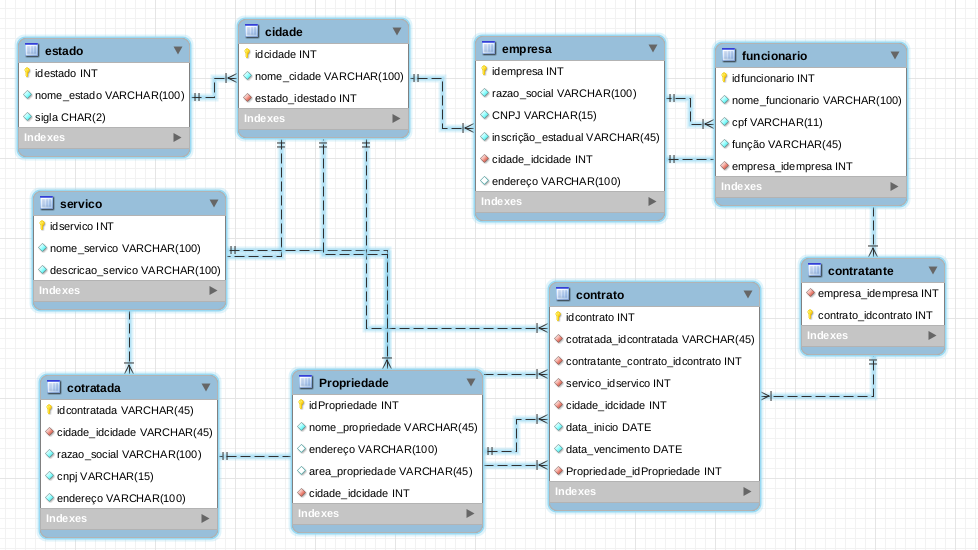 estado
idestado INT
nome_estado VARCHAR(100)
sigla CHAR(2)
Indexes
cidade
idcidade INT
nome_cidade VARCHAR(100)
estado_idestado INT
Indexes
empresa
idempresa INT
razao_social VARCHAR(100)
CNPJ VARCHAR(15)
inscrição_estadual VARCHAR(45)
cidade_idcidade INT
endereço VARCHAR(100)
Indexes
funcionario
idfuncionario INT
nome_funcionario VARCHAR(100)
cpf VARCHAR(11)
função VARCHAR(45)
empresa_idempresa INT
Indexes
servico
idservico INT
nome_servico VARCHAR(100)
descricao_servico VARCHAR(100)
Indexes
contratante
empresa_idempresa INT
contrato_idcontrato INT
Indexes
contrato
idcontrato INT
cotratada_idcontratada VARCHAR(45)
contratante_contrato_idcontrato INT
servico_idservico INT
cidade_idcidade INT
data_inicio DATE
data_vencimento DATE
Propriedade_idPropriedade INT
Indexes
cotratada
idcontratada VARCHAR(45)
cidade_idcidade VARCHAR(45)
razao_social VARCHAR(100)
cnpj VARCHAR(15)
endereço VARCHAR(100)
Indexes
Propriedade
idPropriedade INT
nome_propriedade VARCHAR(45)
endereço VARCHAR(100)
area_propriedade VARCHAR(45)
cidade_idcidade INT
Indexes